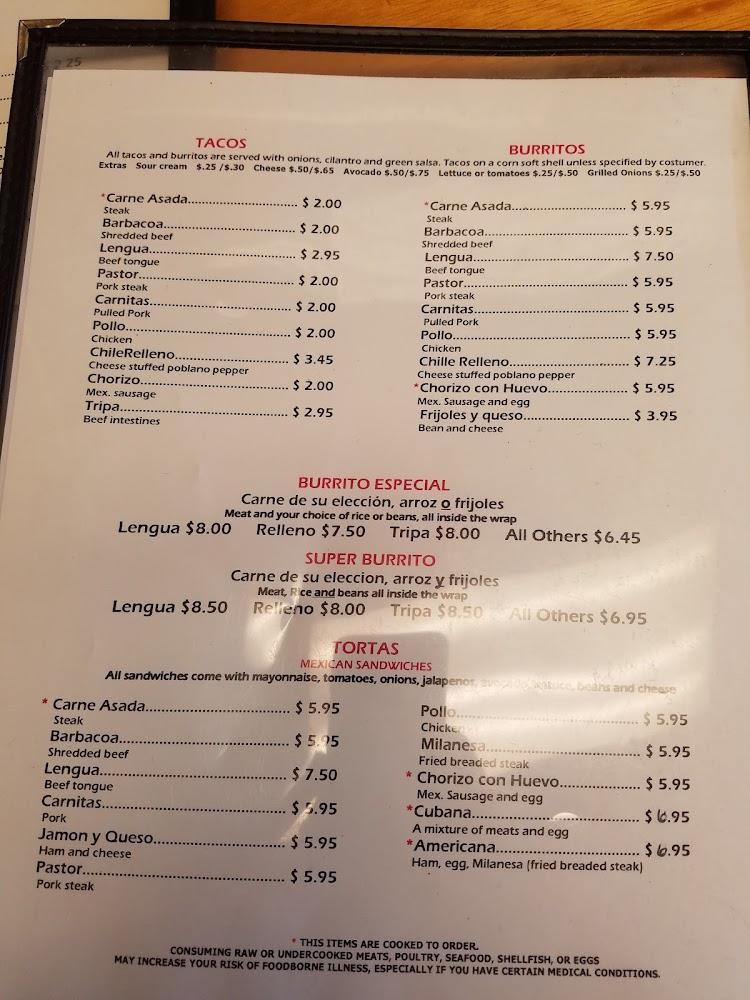 2.25
TACOS
BURRITOS
All tacos and burritos are served with onions, cilantro and green salsa. Tacos on a corn soft shell unless specified by costumer.
Extras Sour cream $.25 /$.30 Cheese $.50/$.65 Avocado $.50/$.75 Lettuce or tomatoes $.25/$.50 Grilled Onions $.25/$.50
*Carne Asada........................ $ 2.00
Steak
Barbacoa............................... $ 2.00
Shredded beef
Lengua.................................. $ 2.95
Beef tongue
Pastor.................................... $ 2.00
Pork steak
Carnitas................................. $ 2.00
Pulled Pork
Pollo...................................... $ 2.00
Chicken
ChileRelleno.......................... $ 3.45
Cheese stuffed poblano pepper
Chorizo.................................. $ 2.00
Mex. sausage
Tripa...................................... $ 2.95
Beef intestines
*Carne Asada......................... $ 5.95
Steak
Barbacoa................................ $ 5.95
Shredded beef
Lengua................................... $ 7.50
Beef tongue
Pastor..................................... $ 5.95
Pork steak
Carnitas.................................. $ 5.95
Pulled Pork
Pollo....................................... $ 5.95
Chicken
Chille Relleno......................... $ 7.25
Cheese stuffed poblano pepper
*Chorizo con Huevo................. $ 5.95
Mex. Sausage and egg
Frijoles y queso....................... $ 3.95
Bean and cheese
BURRITO ESPECIAL
Carne de su elección, arroz o frijoles
Meat and your choice of rice or beans, all inside the wrap
Lengua $8.00 Relleno $7.50 Tripa $8.00 All Others $6.45
SUPER BURRITO
Carne de su eleccion, arroz y frijoles
Meat, Rice and beans all inside the wrap
Lengua $8.50 Relleno $8.00 Tripa $8.50 All Others $6.95
TORTAS
MEXICAN SANDWICHES
All sandwiches come with mayonnaise, tomatoes, onions, jalapenos, avocado, lettuce, beans and cheese
* Carne Asada............................ $ 5.95
Steak
Barbacoa.................................... $ 5.95
Shredded beef
Lengua....................................... $ 7.50
Beef tongue
Carnitas...................................... $ 5.95
Pork
Jamon y Queso........................... $ 5.95
Ham and cheese
Pastor......................................... $ 5.95
Pork steak
Pollo.................................... $ 5.95
Chicken
Milanesa............................... $ 5.95
Fried breaded steak
* Chorizo con Huevo................ $ 5.95
Mex. Sausage and egg
*Cubana................................. $ 6.95
A mixture of meats and egg
*Americana............................ $ 6.95
Ham, egg, Milanesa (fried breaded steak)
* THIS ITEMS ARE COOKED TO ORDER.
CONSUMING RAW OR UNDERCOOKED MEATS, POULTRY, SEAFOOD, SHELLFISH, OR EGGS
MAY INCREASE YOUR RISK OF FOODBORNE ILLNESS, ESPECIALLY IF YOU HAVE CERTAIN MEDICAL CONDITIONS.